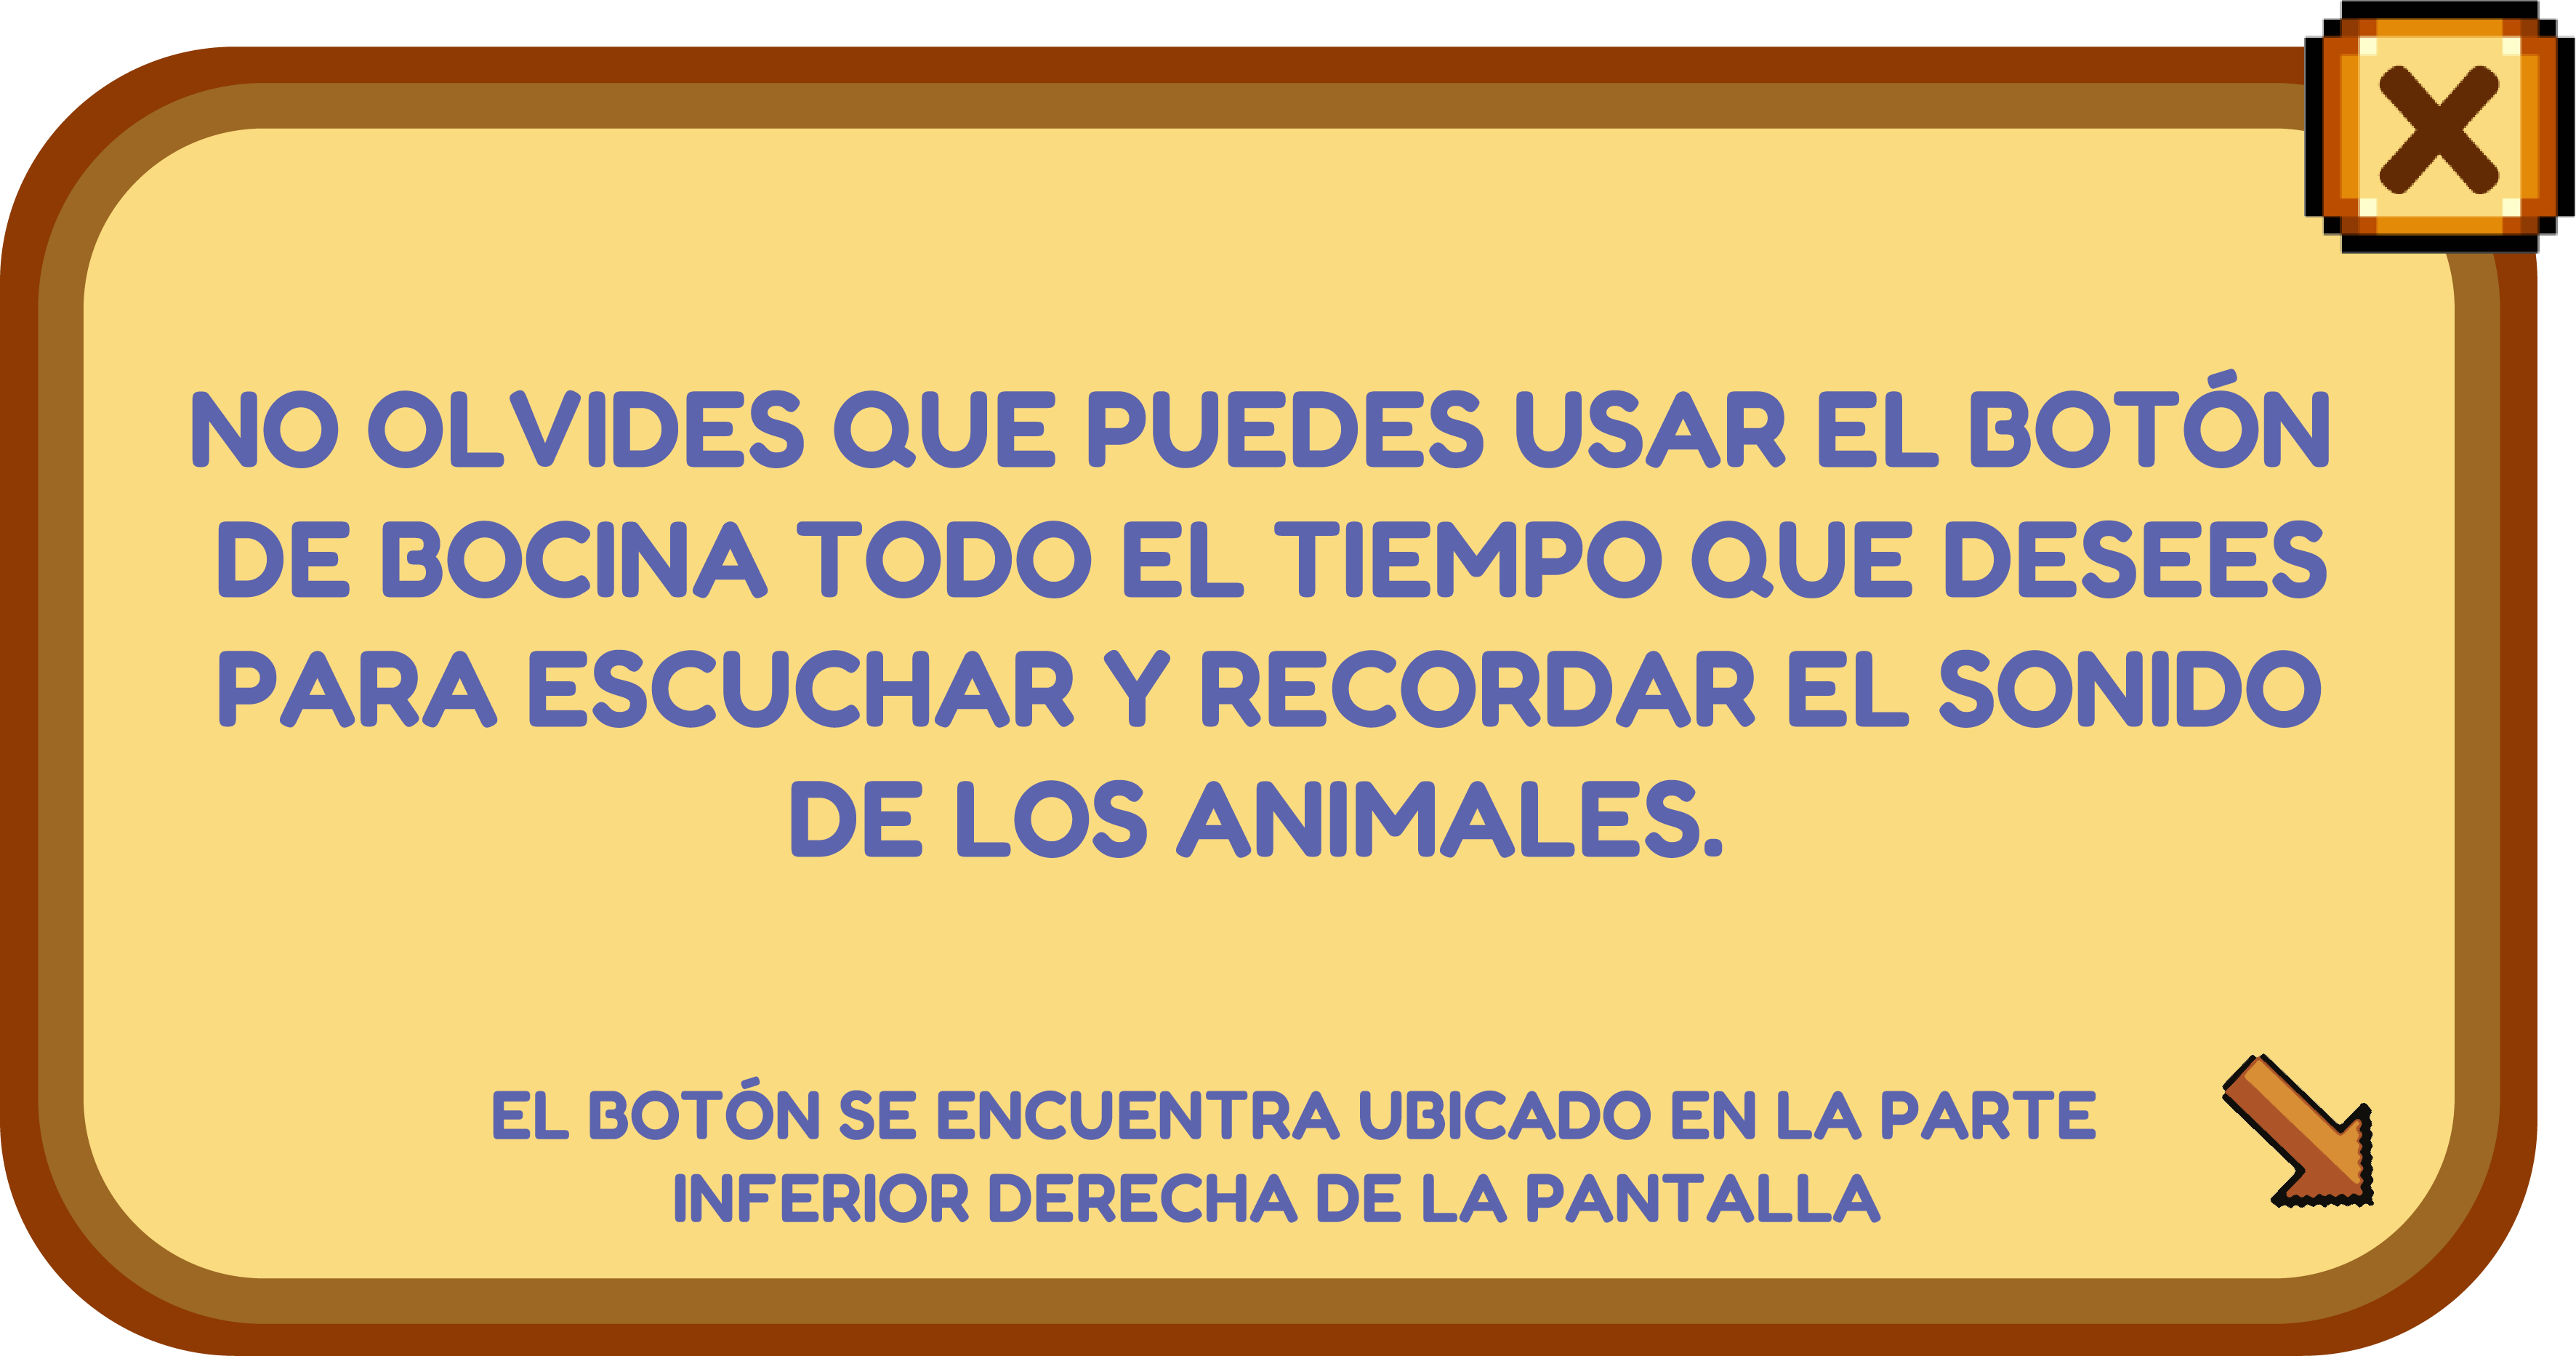 NO OLVIDES QUE PUEDES USAR EL BOTÓN
DE BOCINA TODO EL TIEMPO QUE DESEES
PARA ESCUCHAR Y RECORDAR EL SONIDO
DE LOS ANIMALES.
EL BOTÓN SE ENCUENTRA UBICADO EN LA PARTE
INFERIOR DERECHA DE LA PANTALLA